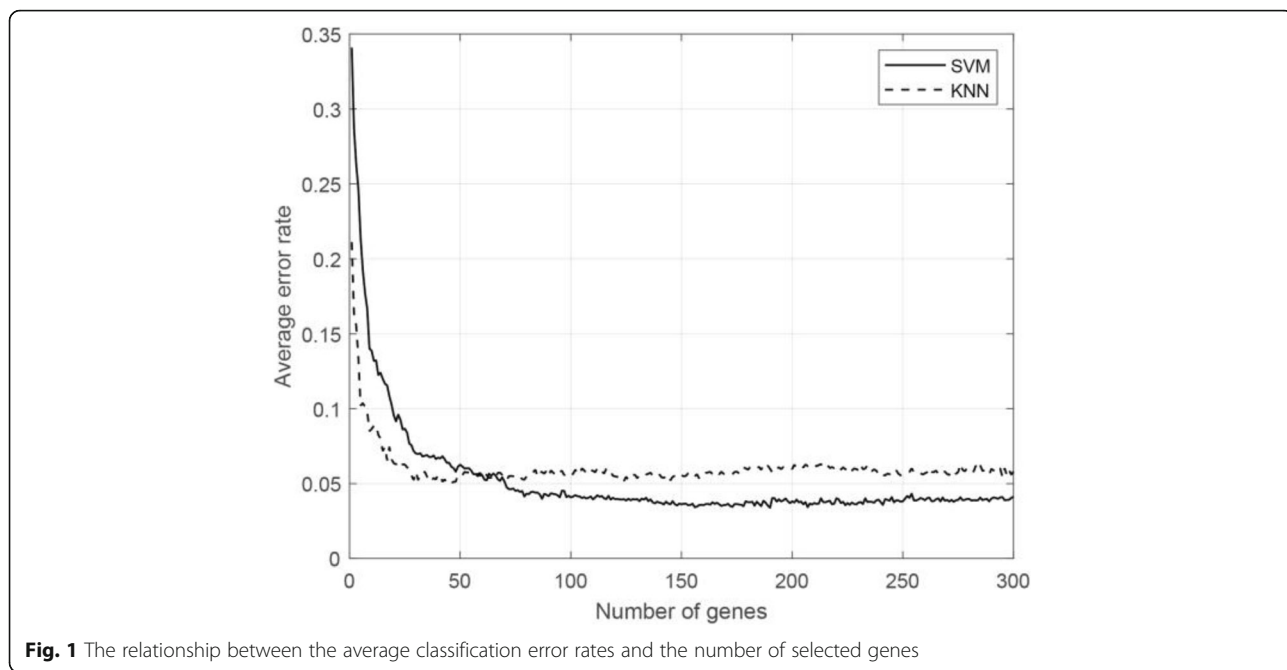 0.35
0.3
0.25
0.2
0.15
0.1
0.05
0
Average error rate
SVM
KNN
0 50 100 150 200 250 300
Number of genes
Fig. 1 The relationship between the average classification error rates and the number of selected genes